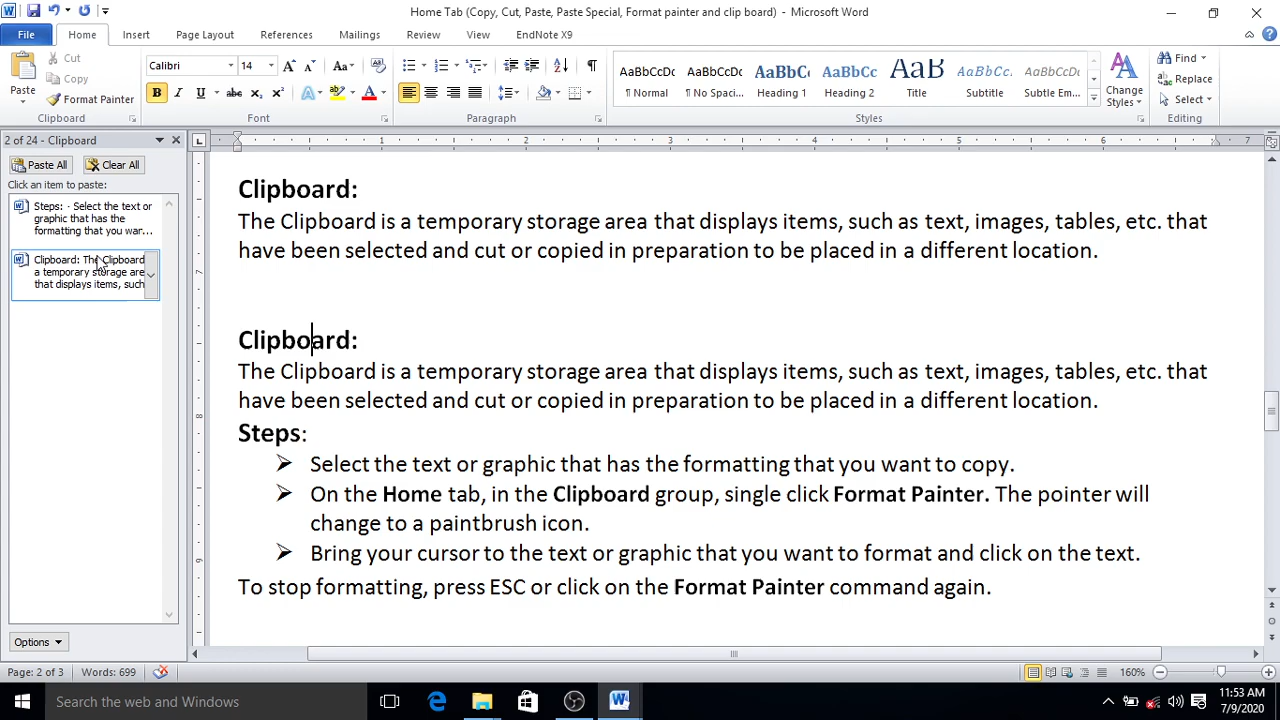 Home Tab (Copy, Cut, Paste, Paste Special, Format painter and clip board) - Microsoft Word
File Home Insert Page Layout References Mailings Review View EndNote X9
Paste
Cut
Copy
Format Painter
Clipboard
Calibri 14
Font
Paragraph
AaBbCcDc AaBbCcDc AaBbC AaBbCc AaB AaBbCcL AaBbCcDc
¶ Normal ¶ No Spaci... Heading 1 Heading 2 Title Subtitle Subtle Em...
Change
Styles
Styles
Find
Replace
Select
Editing
2 of 24 - Clipboard
Paste All Clear All
Click an item to paste:
Steps: · Select the text or
graphic that has the
formatting that you wan...
Clipboard: The Clipboard
a temporary storage are
that displays items, such
Options
1 2 3 4 5 6 7
Clipboard:
The Clipboard is a temporary storage area that displays items, such as text, images, tables, etc. that
have been selected and cut or copied in preparation to be placed in a different location.
Clipboard:
The Clipboard is a temporary storage area that displays items, such as text, images, tables, etc. that
have been selected and cut or copied in preparation to be placed in a different location.
Steps:
Select the text or graphic that has the formatting that you want to copy.
On the Home tab, in the Clipboard group, single click Format Painter. The pointer will
change to a paintbrush icon.
Bring your cursor to the text or graphic that you want to format and click on the text.
To stop formatting, press ESC or click on the Format Painter command again.
Page: 2 of 3 Words: 699 160%
Search the web and Windows
11:53 AM
7/9/2020